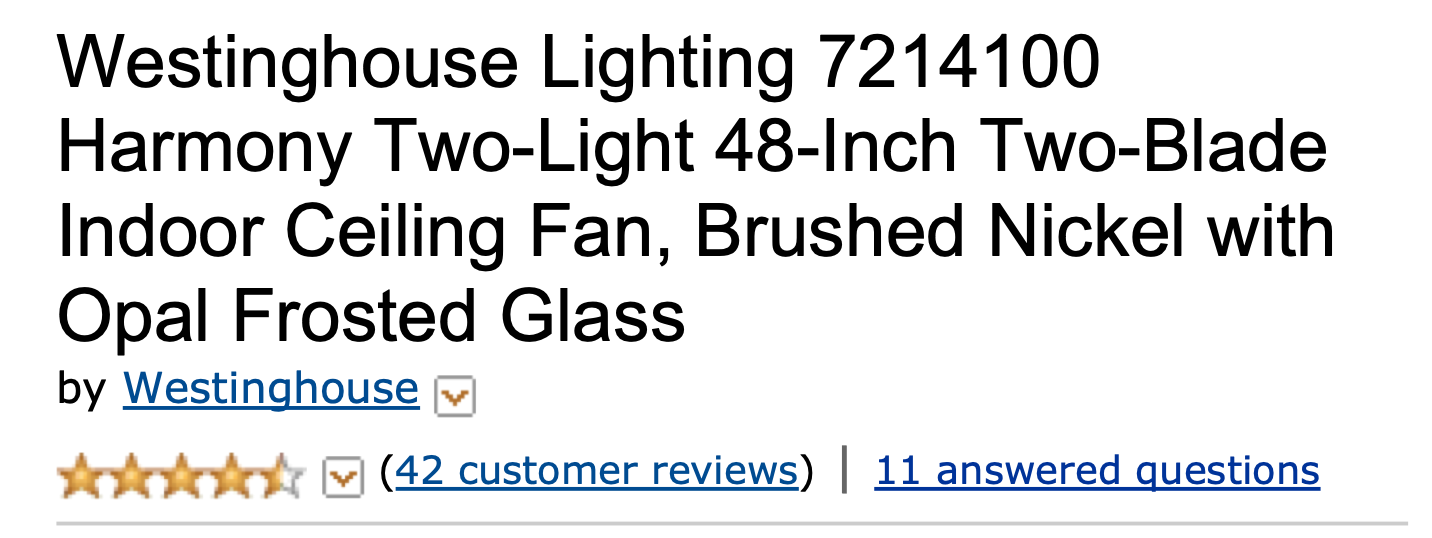 Westinghouse Lighting 7214100
Harmony Two-Light 48-Inch Two-Blade
Indoor Ceiling Fan, Brushed Nickel with
Opal Frosted Glass
by Westinghouse
(42 customer reviews) | 11 answered questions